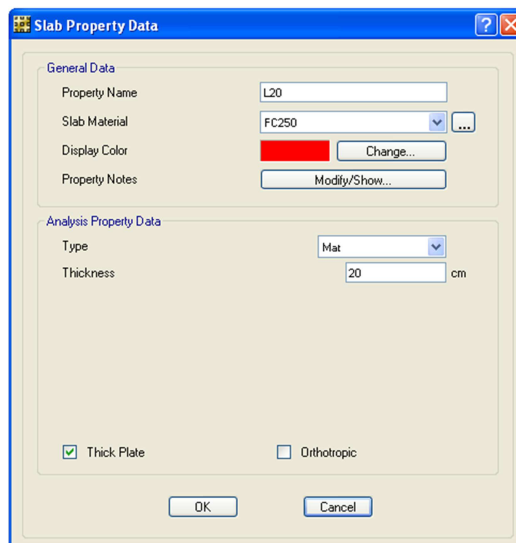 Slab Property Data
General Data
Property Name L20
Slab Material FC250 ...
Display Color Change...
Property Notes Modify/Show...
Analysis Property Data
Type Mat
Thickness 20 cm
Thick Plate Orthotropic
OK Cancel